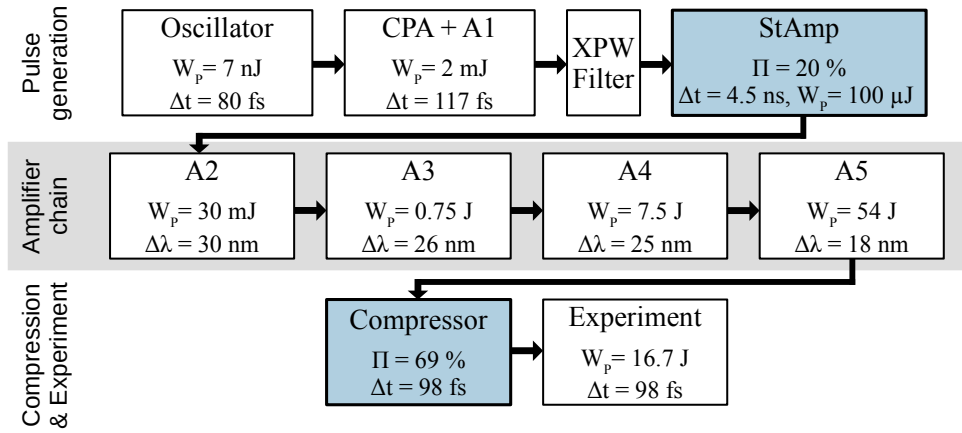 Pulse
generation
Oscillator
W_P= 7 nJ
Δt = 80 fs
CPA + A1
W_P= 2 mJ
Δt = 117 fs
XPW
Filter
StAmp
Π = 20 %
Δt = 4.5 ns, W_P= 100 μJ
Amplifier
chain
A2
W_P= 30 mJ
Δλ = 30 nm
A3
W_P= 0.75 J
Δλ = 26 nm
A4
W_P= 7.5 J
Δλ = 25 nm
A5
W_P= 54 J
Δλ = 18 nm
Compression
& Experiment
Compressor
Π = 69 %
Δt = 98 fs
Experiment
W_P= 16.7 J
Δt = 98 fs